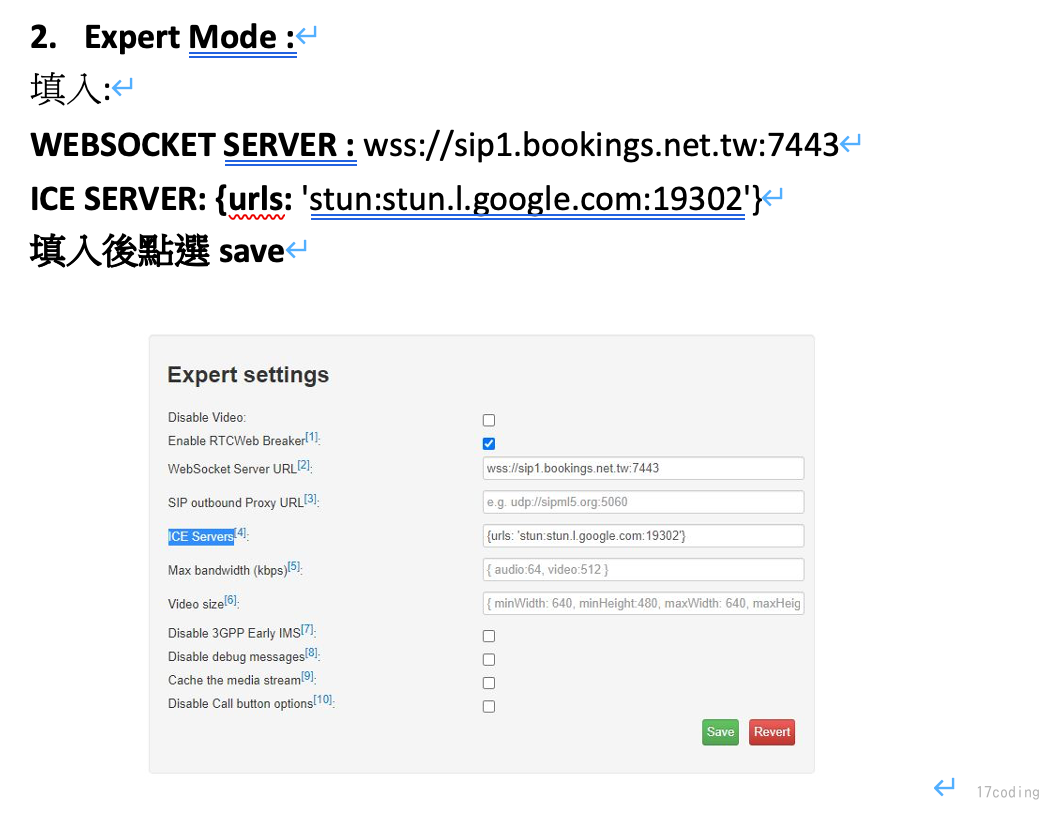 2. Expert Mode :
填入:
WEBSOCKET SERVER : wss://sip1.bookings.net.tw:7443
ICE SERVER: {urls: 'stun:stun.l.google.com:19302'}
填入後點選 save
Expert settings
Disable Video:
Enable RTCWeb Breaker[1]:
WebSocket Server URL[2]: wss://sip1.bookings.net.tw:7443
SIP outbound Proxy URL[3]: e.g. udp://sipml5.org:5060
ICE Servers[4]: {urls: 'stun:stun.l.google.com:19302'}
Max bandwidth (kbps)[5]: { audio:64, video:512 }
Video size[6]: { minWidth: 640, minHeight:480, maxWidth: 640, maxHeig
Disable 3GPP Early IMS[7]:
Disable debug messages[8]:
Cache the media stream[9]:
Disable Call button options[10]:
Save Revert
17coding